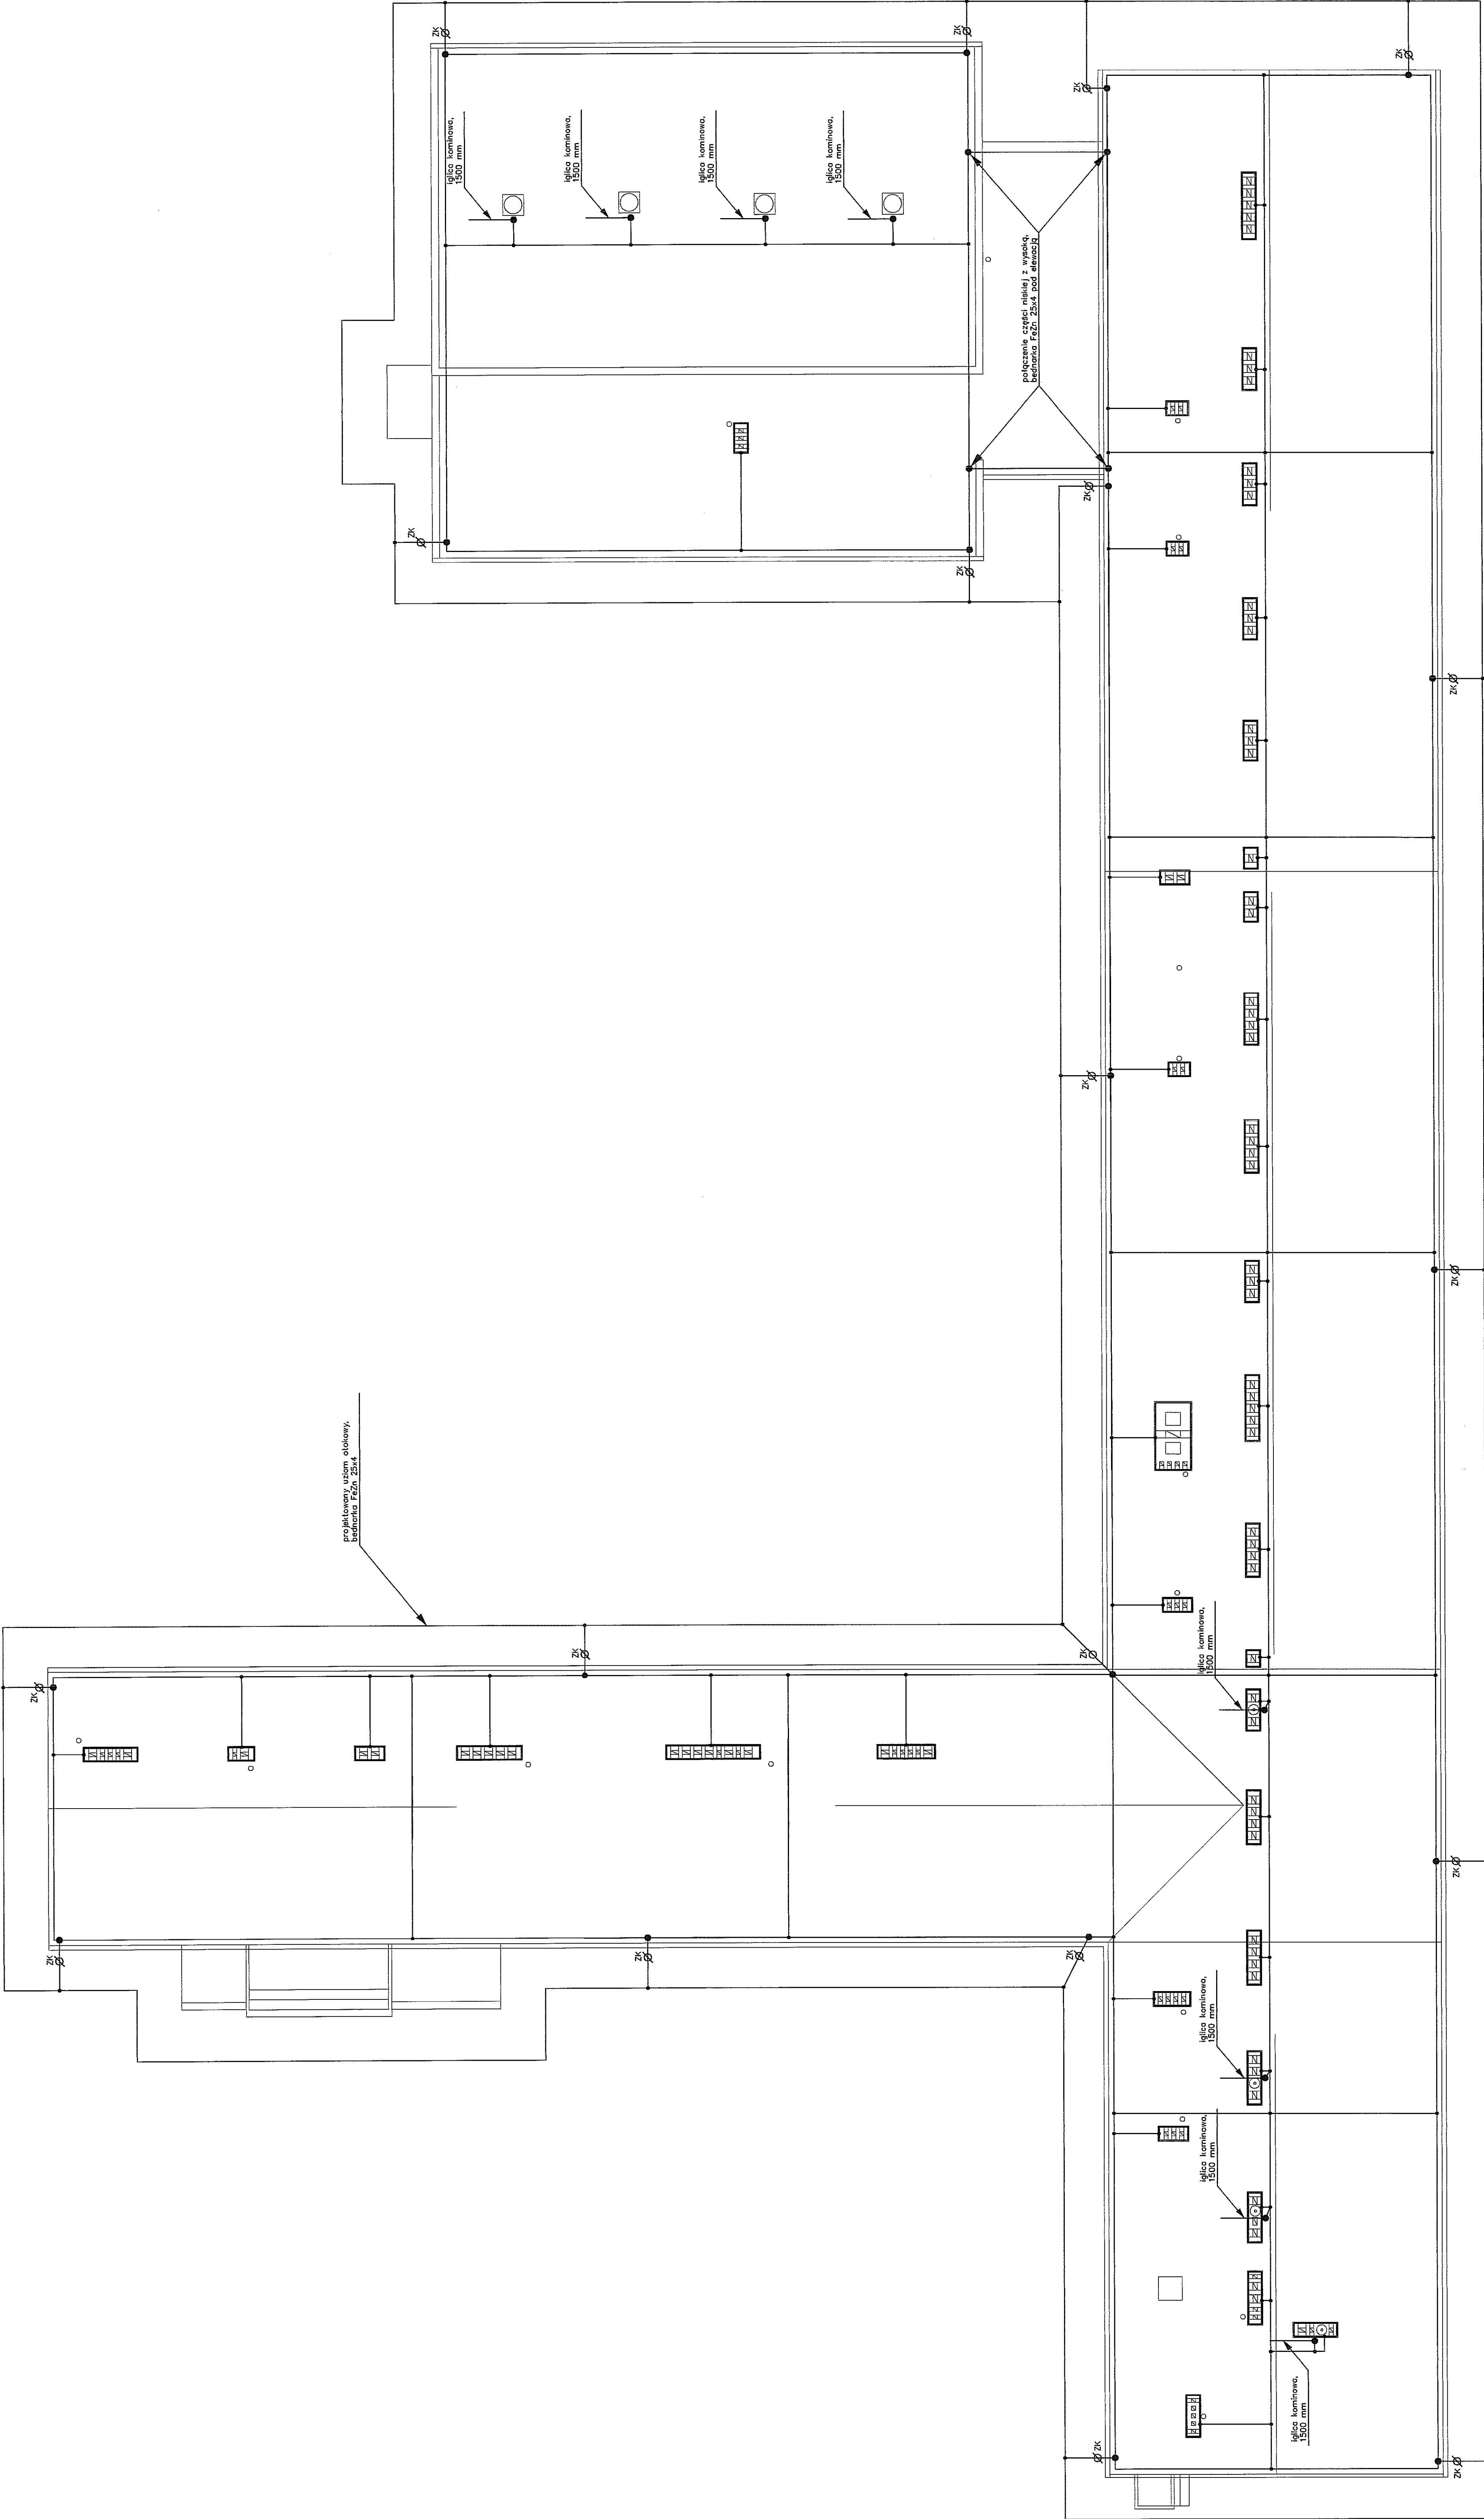 ZK
ZK
ZK
ZK
iglica kominowa,
1500 mm
iglica kominowa,
1500 mm
iglica kominowa,
1500 mm
iglica kominowa,
1500 mm
połączenie części niskiej z wysoką,
bednarka FeZn 25x4 pod elewacją
ZK
ZK
ZK
ZK
ZK
ZK
projektowany uziom otokowy,
bednarka FeZn 25x4
iglica kominowa,
1500 mm
ZK
ZK
ZK
ZK
ZK
ZK
ZK
iglica kominowa,
1500 mm
iglica kominowa,
1500 mm
iglica kominowa,
1500 mm
ZK
ZK